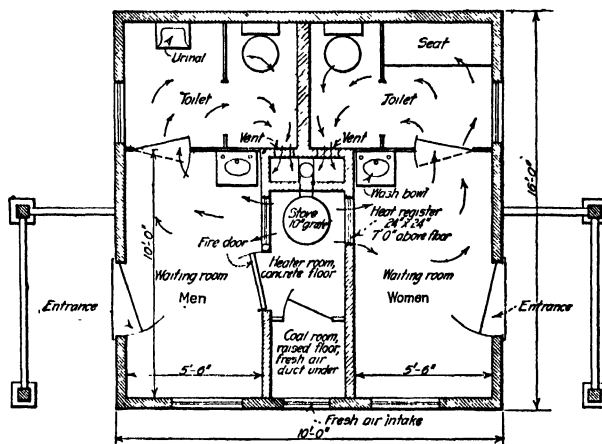 Urinal
Seat
Toilet
Toilet
Vent
Vent
Wash bowl
Stove
10" grate
Heat register
24" x 24"
7'-0" above floor
16'-0"
10'-0"
Fire door
Heater room,
concrete floor
Waiting room
Men
Waiting room
Women
Entrance
Entrance
Coal room,
raised floor,
fresh air
duct under
5'-6"
5'-6"
Fresh air intake
10'-0"